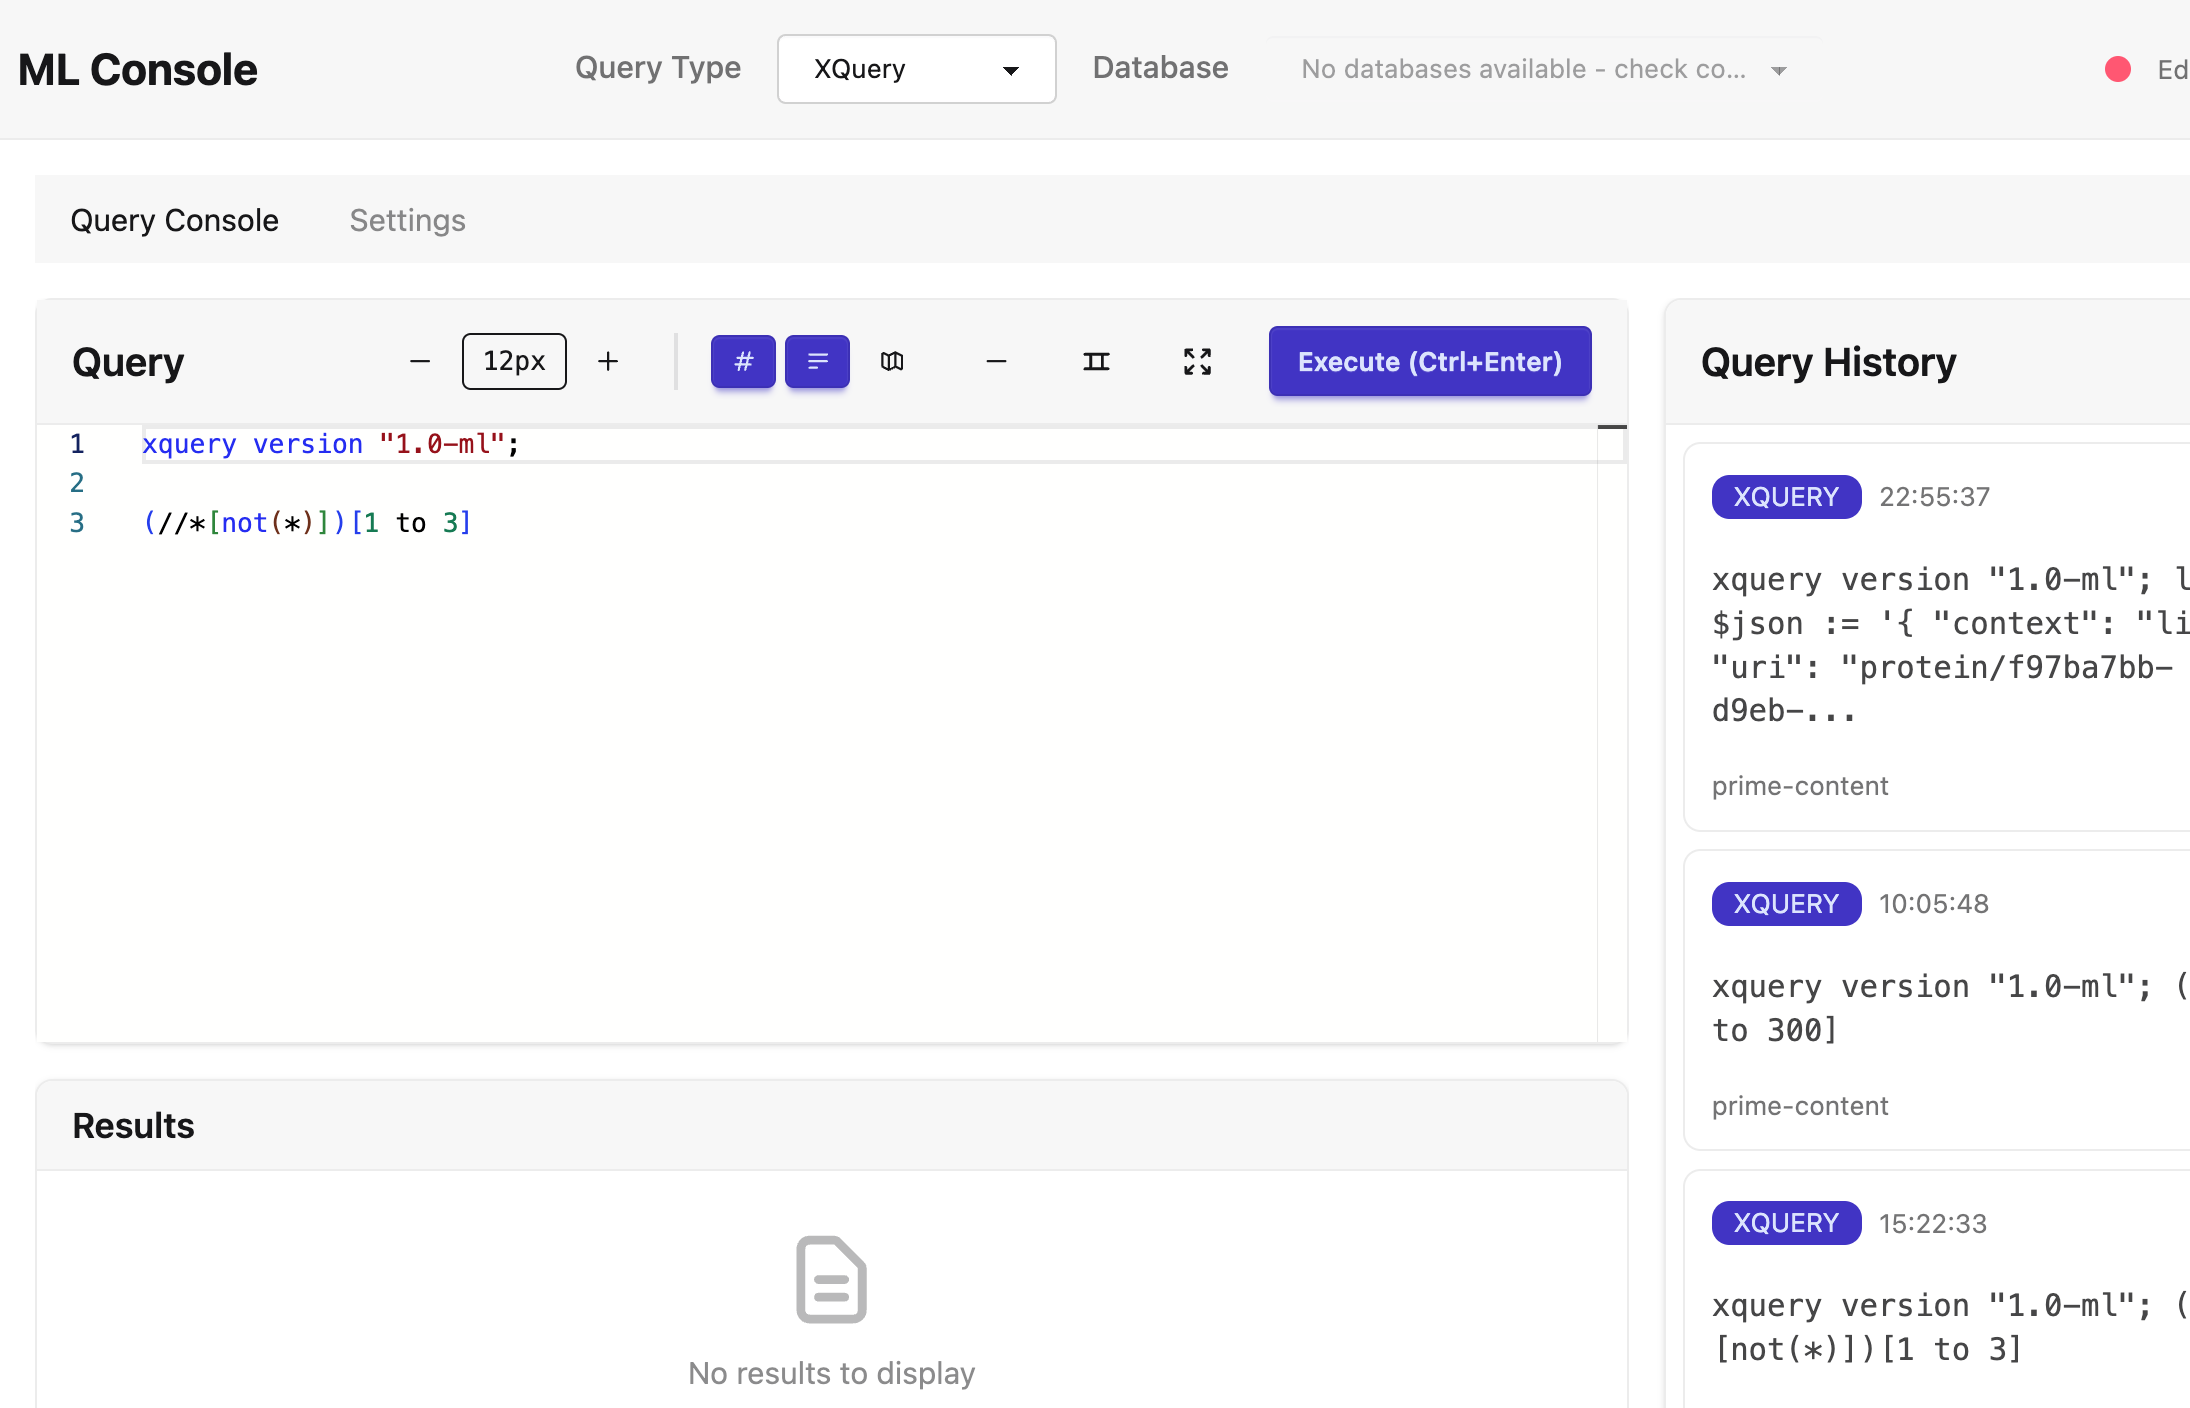 ML Console
Query Type
XQuery
Database
No databases available - check co...
Ed
Query Console
Settings
Query
12px
#
Execute (Ctrl+Enter)
1 xquery version "1.0-ml";
2
3 (//*[not(*)])[1 to 3]
Results
No results to display
Query History
XQUERY 22:55:37
xquery version "1.0-ml"; l
$json := '{ "context": "li
"uri": "protein/f97ba7bb-
d9eb-...
prime-content
XQUERY 10:05:48
xquery version "1.0-ml"; (
to 300]
prime-content
XQUERY 15:22:33
xquery version "1.0-ml"; (
[not(*)])[1 to 3]